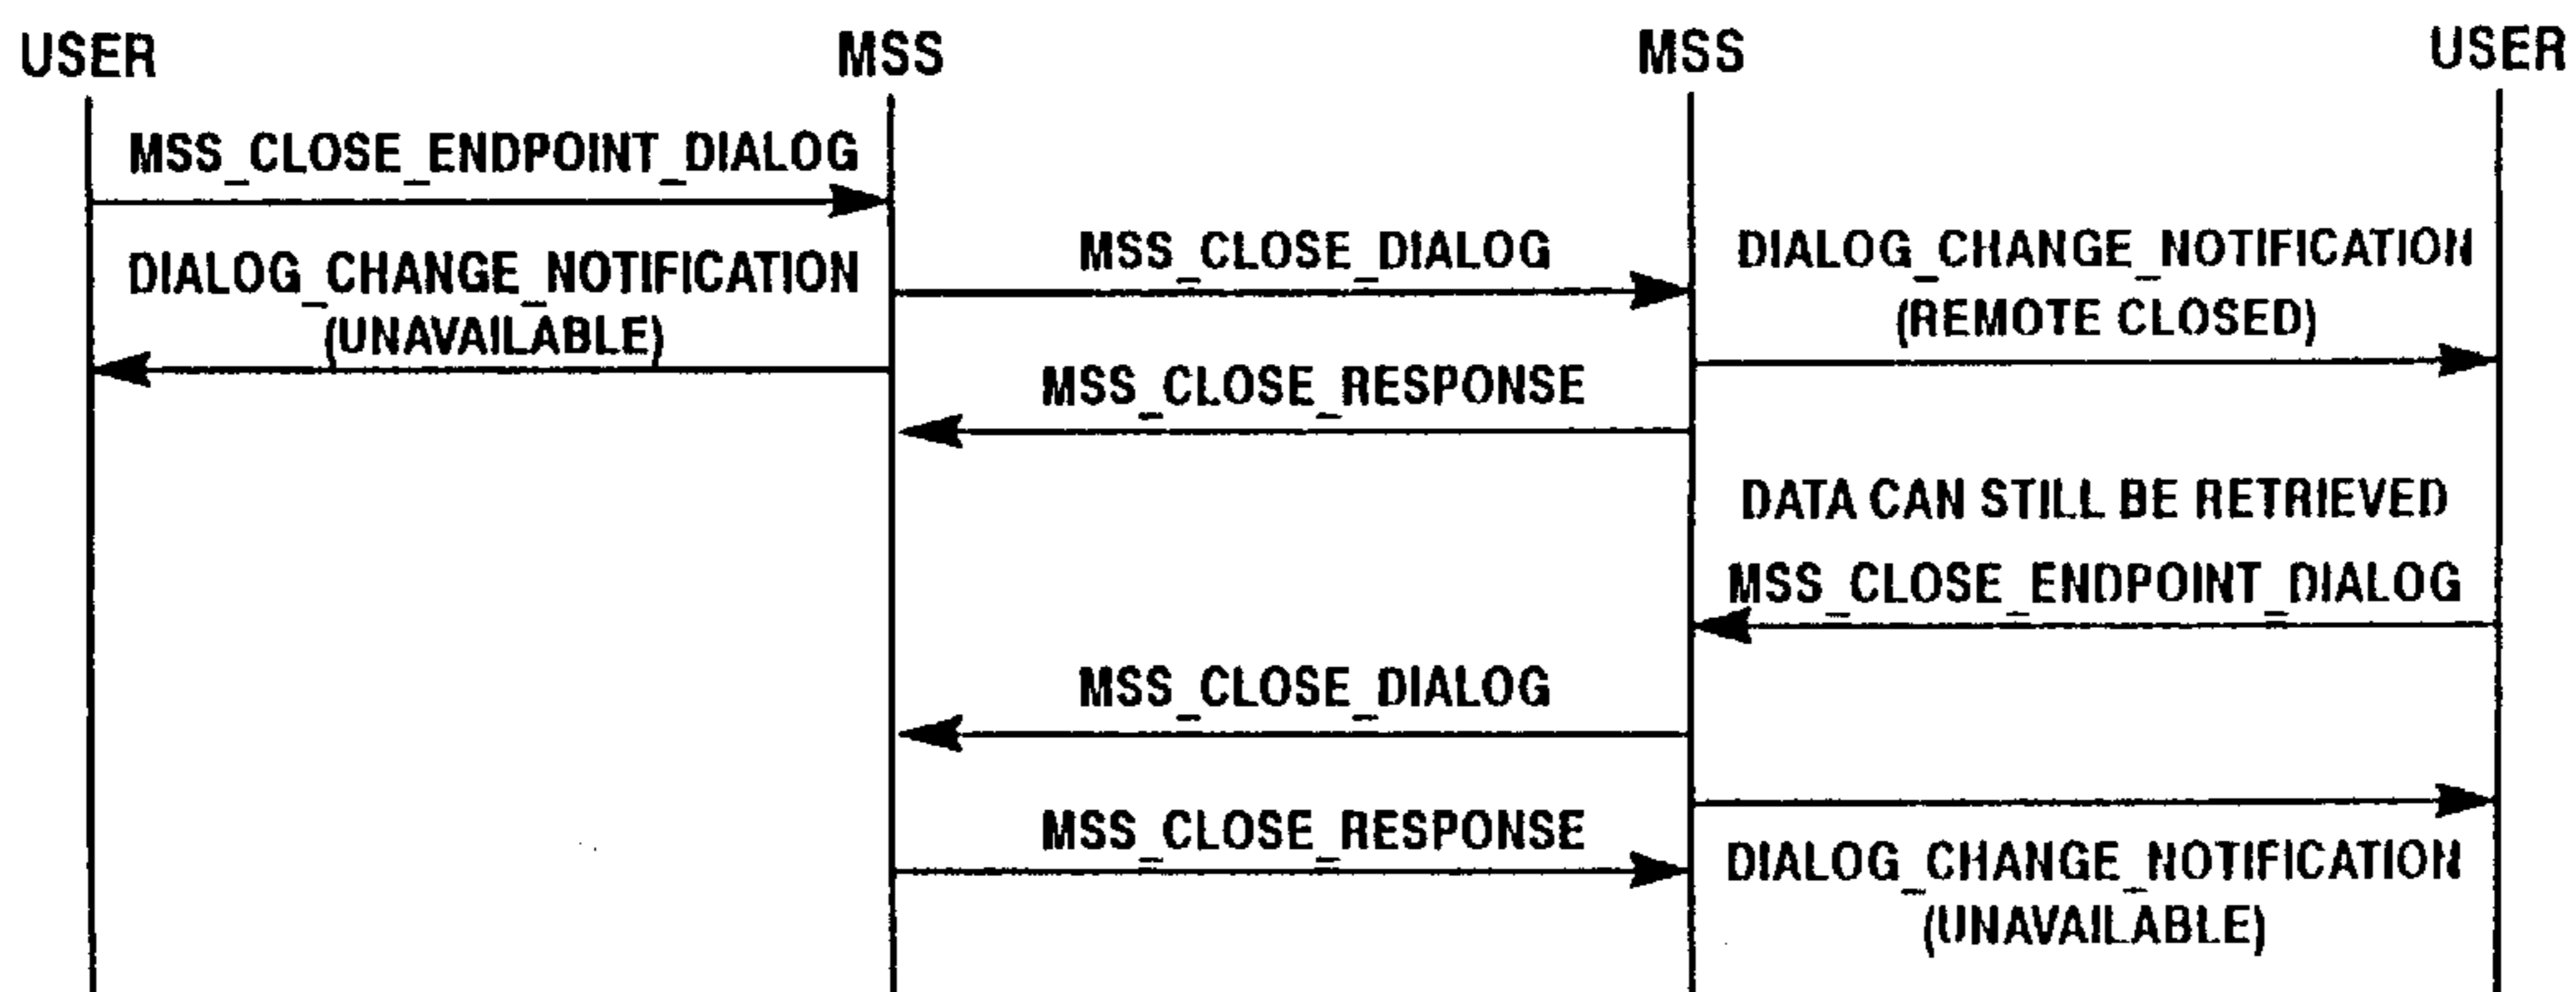 USER
MSS
MSS
USER
MSS_CLOSE_ENDPOINT_DIALOG
DIALOG_CHANGE_NOTIFICATION
(UNAVAILABLE)
MSS_CLOSE_DIALOG
DIALOG_CHANGE_NOTIFICATION
(REMOTE CLOSED)
MSS_CLOSE_RESPONSE
DATA CAN STILL BE RETRIEVED
MSS_CLOSE_ENDPOINT_DIALOG
MSS_CLOSE_DIALOG
MSS_CLOSE_RESPONSE
DIALOG_CHANGE_NOTIFICATION
(UNAVAILABLE)